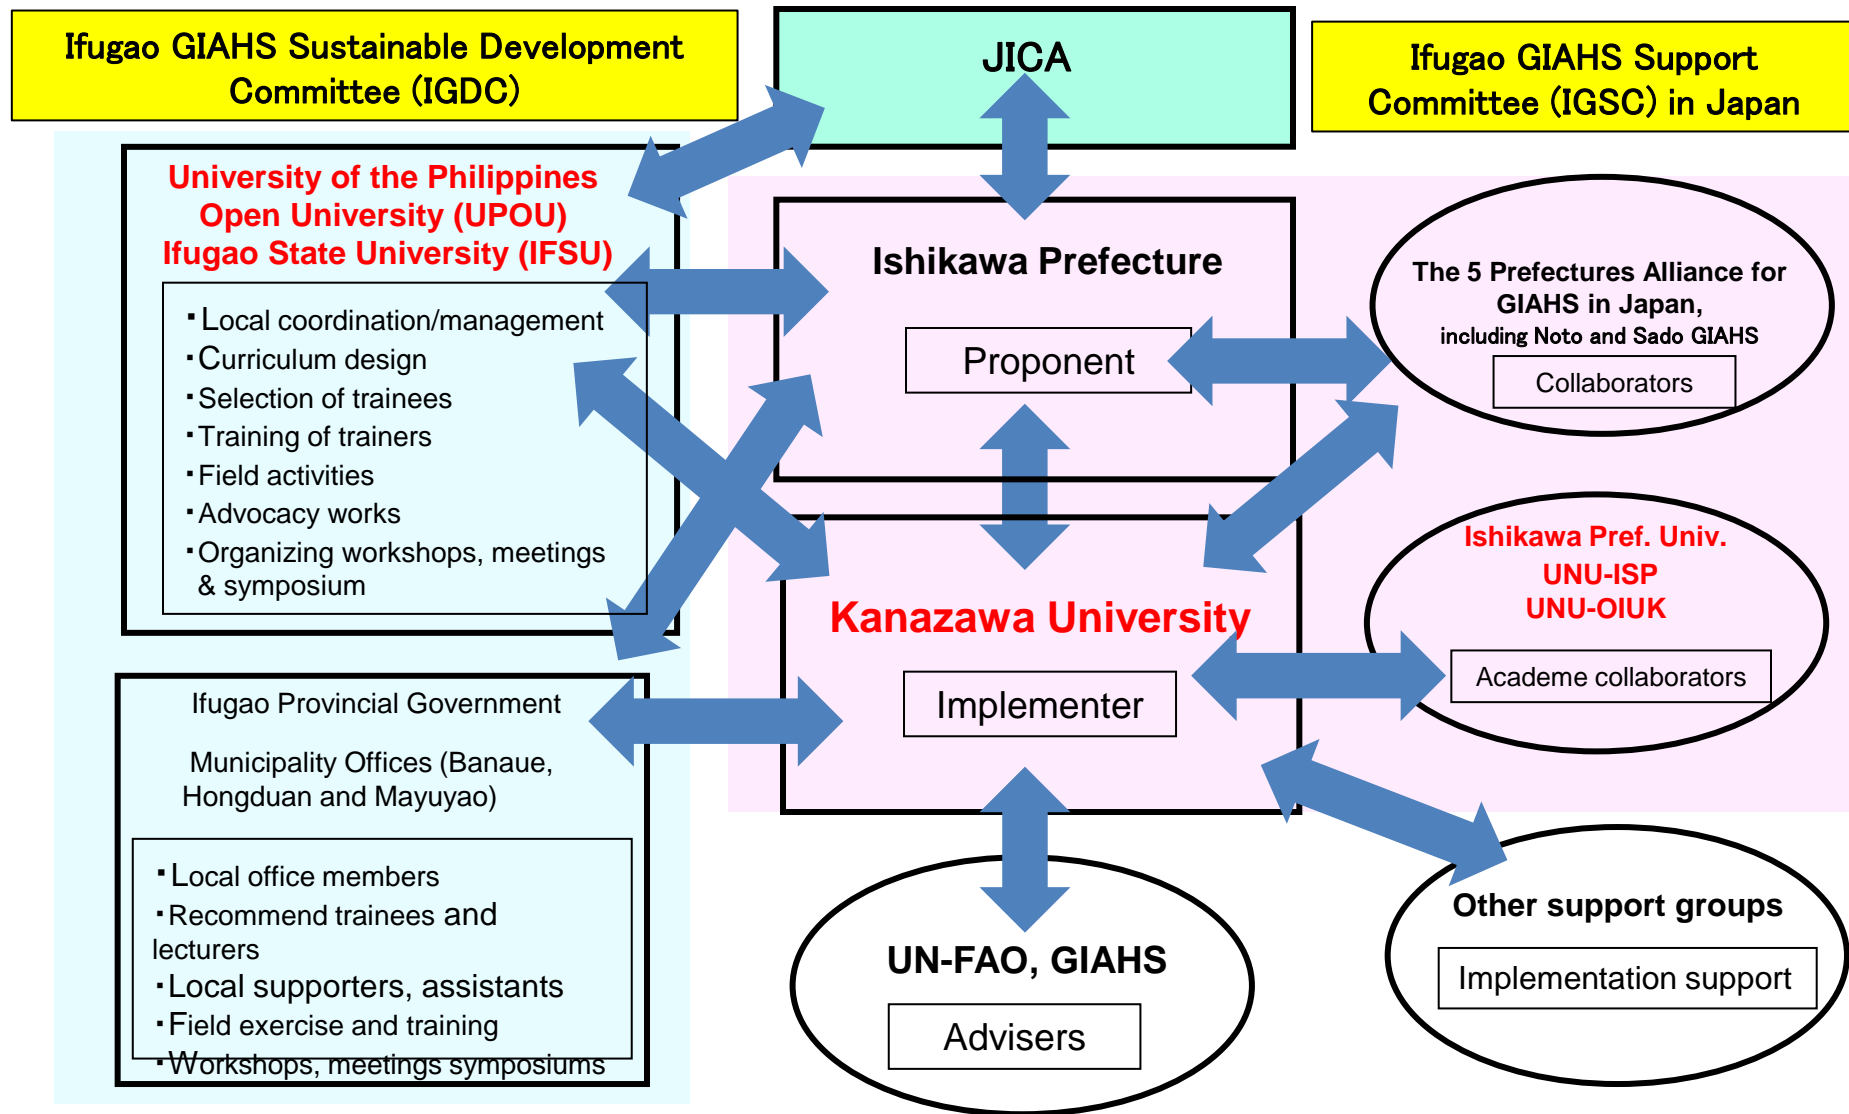 Ifugao GIAHS Sustainable Development
Committee (IGDC)
JICA
Ifugao GIAHS Support
Committee (IGSC) in Japan
University of the Philippines
Open University (UPOU)
Ifugao State University (IFSU)
・Local coordination/management
・Curriculum design
・Selection of trainees
・Training of trainers
・Field activities
・Advocacy works
・Organizing workshops, meetings
& symposium
Ifugao Provincial Government
Municipality Offices (Banaue,
Hongduan and Mayuyao)
・Local office members
・Recommend trainees and
lecturers
・Local supporters, assistants
・Field exercise and training
・Workshops, meetings symposiums
Ishikawa Prefecture
Proponent
Kanazawa University
Implementer
UN-FAO, GIAHS
Advisers
The 5 Prefectures Alliance for
GIAHS in Japan,
including Noto and Sado GIAHS
Collaborators
Ishikawa Pref. Univ.
UNU-ISP
UNU-OIUK
Academe collaborators
Other support groups
Implementation support